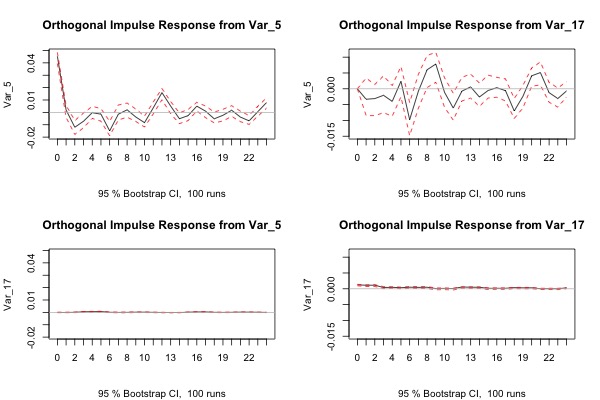 Orthogonal Impulse Response from Var_5
Var_5
0.04
0.01
-0.02
0 2 4 6 8 10 13 16 19 22
95 % Bootstrap CI, 100 runs
Orthogonal Impulse Response from Var_17
Var_5
0.000
-0.015
0 2 4 6 8 10 13 16 18 22
95 % Bootstrap CI, 100 runs
Orthogonal Impulse Response from Var_5
Var_17
0.04
0.01
-0.02
0 2 4 6 8 10 13 16 19 22
95 % Bootstrap CI, 100 runs
Orthogonal Impulse Response from Var_17
Var_17
0.000
-0.015
0 2 4 6 8 10 13 16 18 22
95 % Bootstrap CI, 100 runs